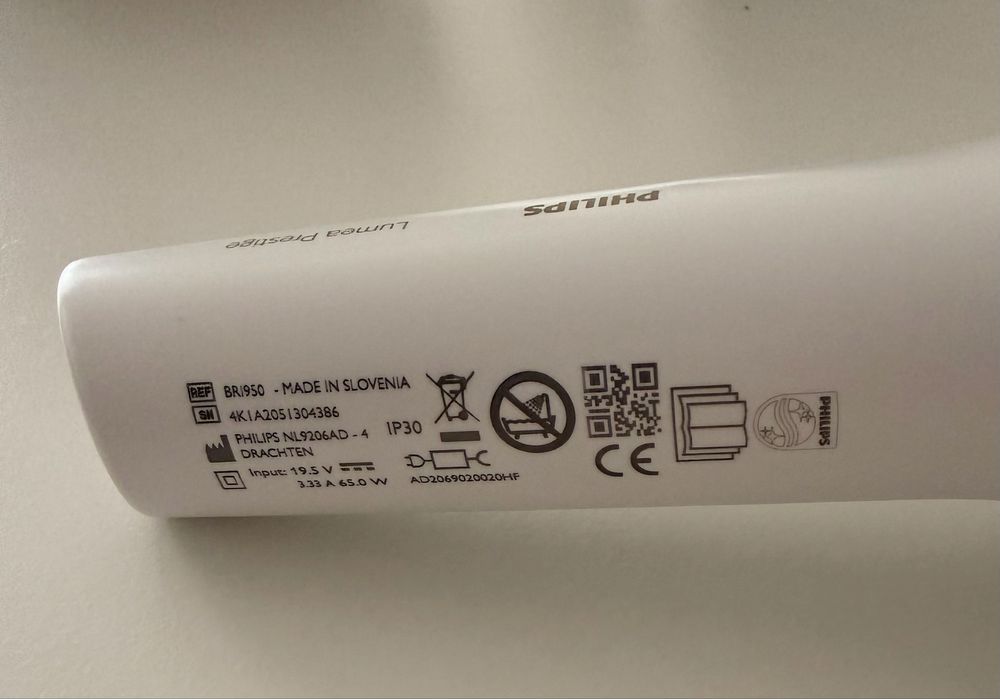 PHILIPS
Lumea Prestige
REF BRI950 - MADE IN SLOVENIA
SN 4K1A2051304386
PHILIPS NL9206AD - 4
DRACHTEN
IP30
Input: 19.5 V
3.33 A 65.0 W
AD2069020020HF
CE
PHILIPS